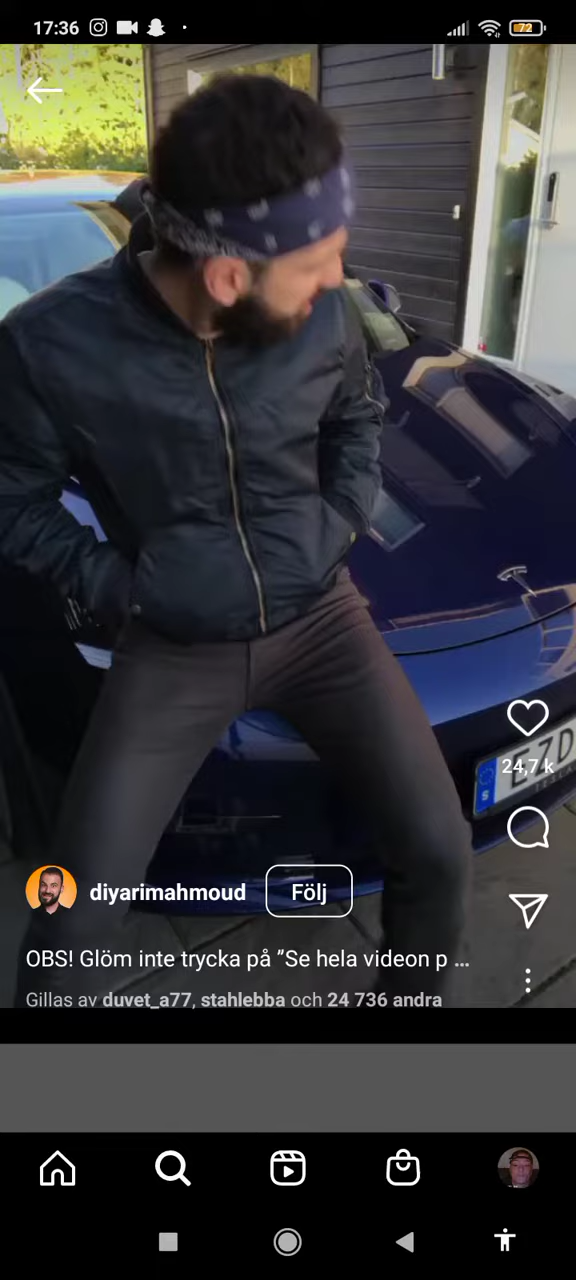 17:36
72
24,7 k
EZD
S
diyarimahmoud
Följ
OBS! Glöm inte trycka på ”Se hela videon p ...
Gillas av duvet_a77, stahlebba och 24 736 andra